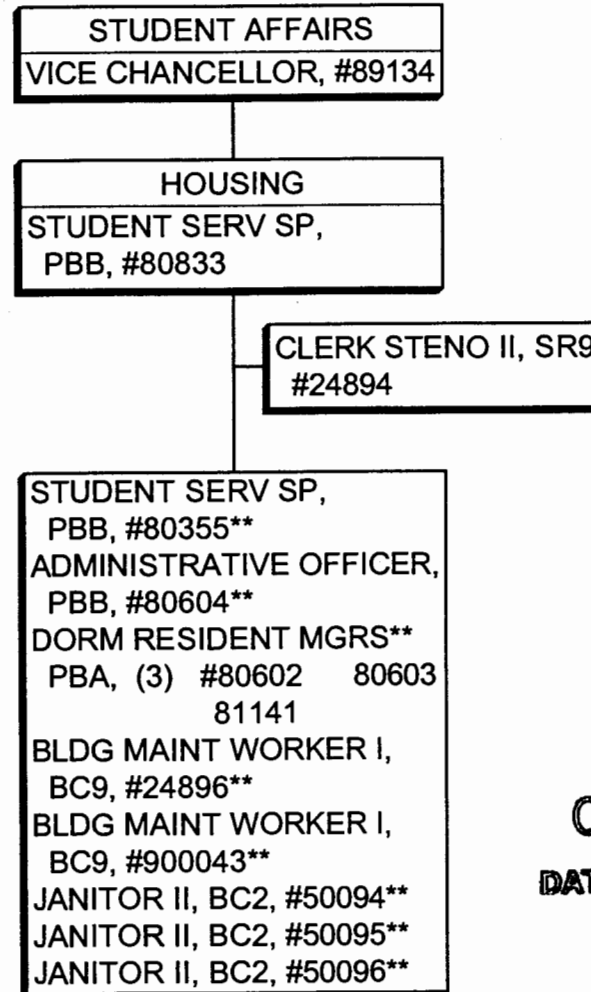 STUDENT AFFAIRS
VICE CHANCELLOR, #89134
HOUSING
STUDENT SERV SP,
PBB, #80833
CLERK STENO II, SR9
#24894
STUDENT SERV SP,
PBB, #80355**
ADMINISTRATIVE OFFICER,
PBB, #80604**
DORM RESIDENT MGRS**
PBA, (3) #80602 80603
81141
BLDG MAINT WORKER I,
BC9, #24896**
BLDG MAINT WORKER I,
BC9, #900043**
JANITOR II, BC2, #50094**
JANITOR II, BC2, #50095**
JANITOR II, BC2, #50096**